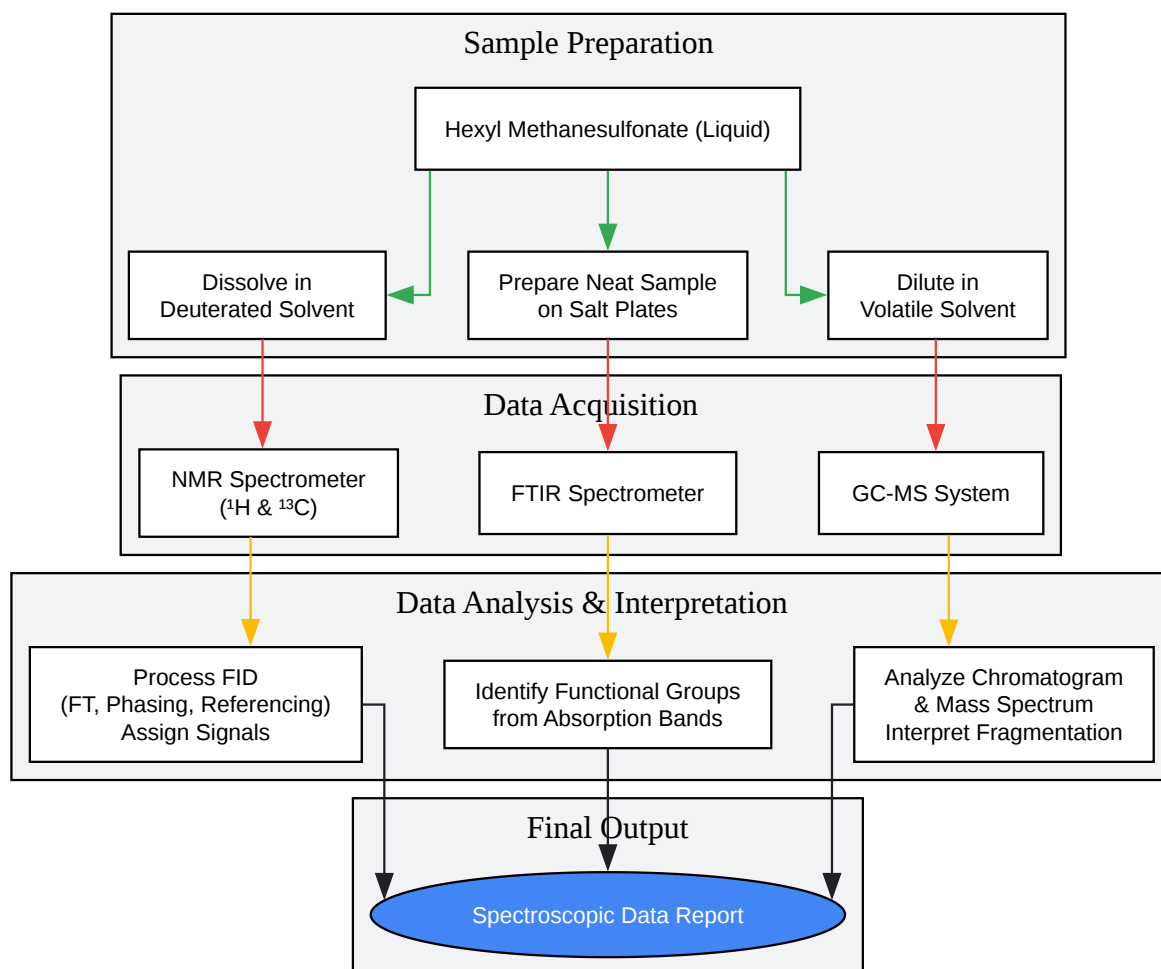 Sample Preparation
Hexyl Methanesulfonate (Liquid)
Dissolve in
Deuterated Solvent
Prepare Neat Sample
on Salt Plates
Dilute in
Volatile Solvent
Data Acquisition
NMR Spectrometer
(¹H & ¹³C)
FTIR Spectrometer
GC-MS System
Data Analysis & Interpretation
Process FID
(FT, Phasing, Referencing)
Assign Signals
Identify Functional Groups
from Absorption Bands
Analyze Chromatogram
& Mass Spectrum
Interpret Fragmentation
Final Output
Spectroscopic Data Report